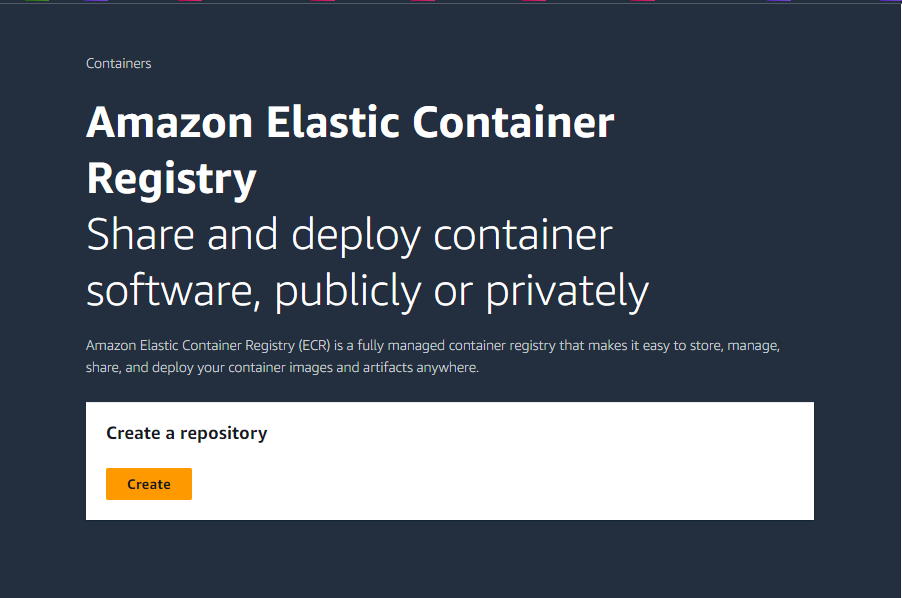 Containers
Amazon Elastic Container
Registry
Share and deploy container
software, publicly or privately
Amazon Elastic Container Registry (ECR) is a fully managed container registry that makes it easy to store, manage,
share, and deploy your container images and artifacts anywhere.
Create a repository
Create